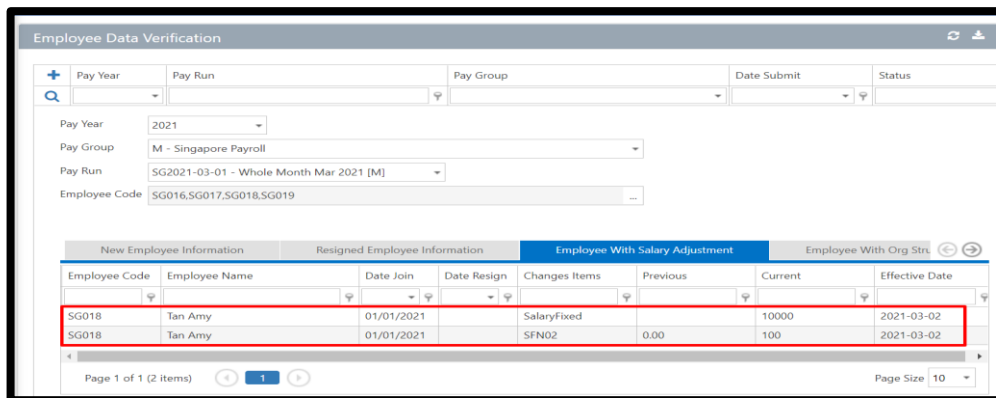 Employee Data Verification
Pay Year Pay Run Pay Group Date Submit Status
Pay Year 2021
Pay Group M - Singapore Payroll
Pay Run SG2021-03-01 - Whole Month Mar 2021 [M]
Employee Code SG016,SG017,SG018,SG019 ...
New Employee Information Resigned Employee Information Employee With Salary Adjustment Employee With Org Stru
Employee Code Employee Name Date Join Date Resign Changes Items Previous Current Effective Date
SG018 Tan Amy 01/01/2021 SalaryFixed 10000 2021-03-02
SG018 Tan Amy 01/01/2021 SFN02 0.00 100 2021-03-02
Page 1 of 1 (2 items) 1 Page Size 10